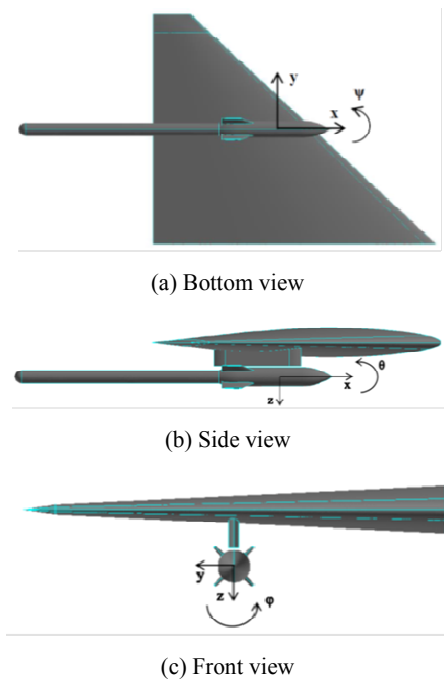 y
ψ
x
(a) Bottom view
θ
x
z
(b) Side view
y
z
φ
(c) Front view